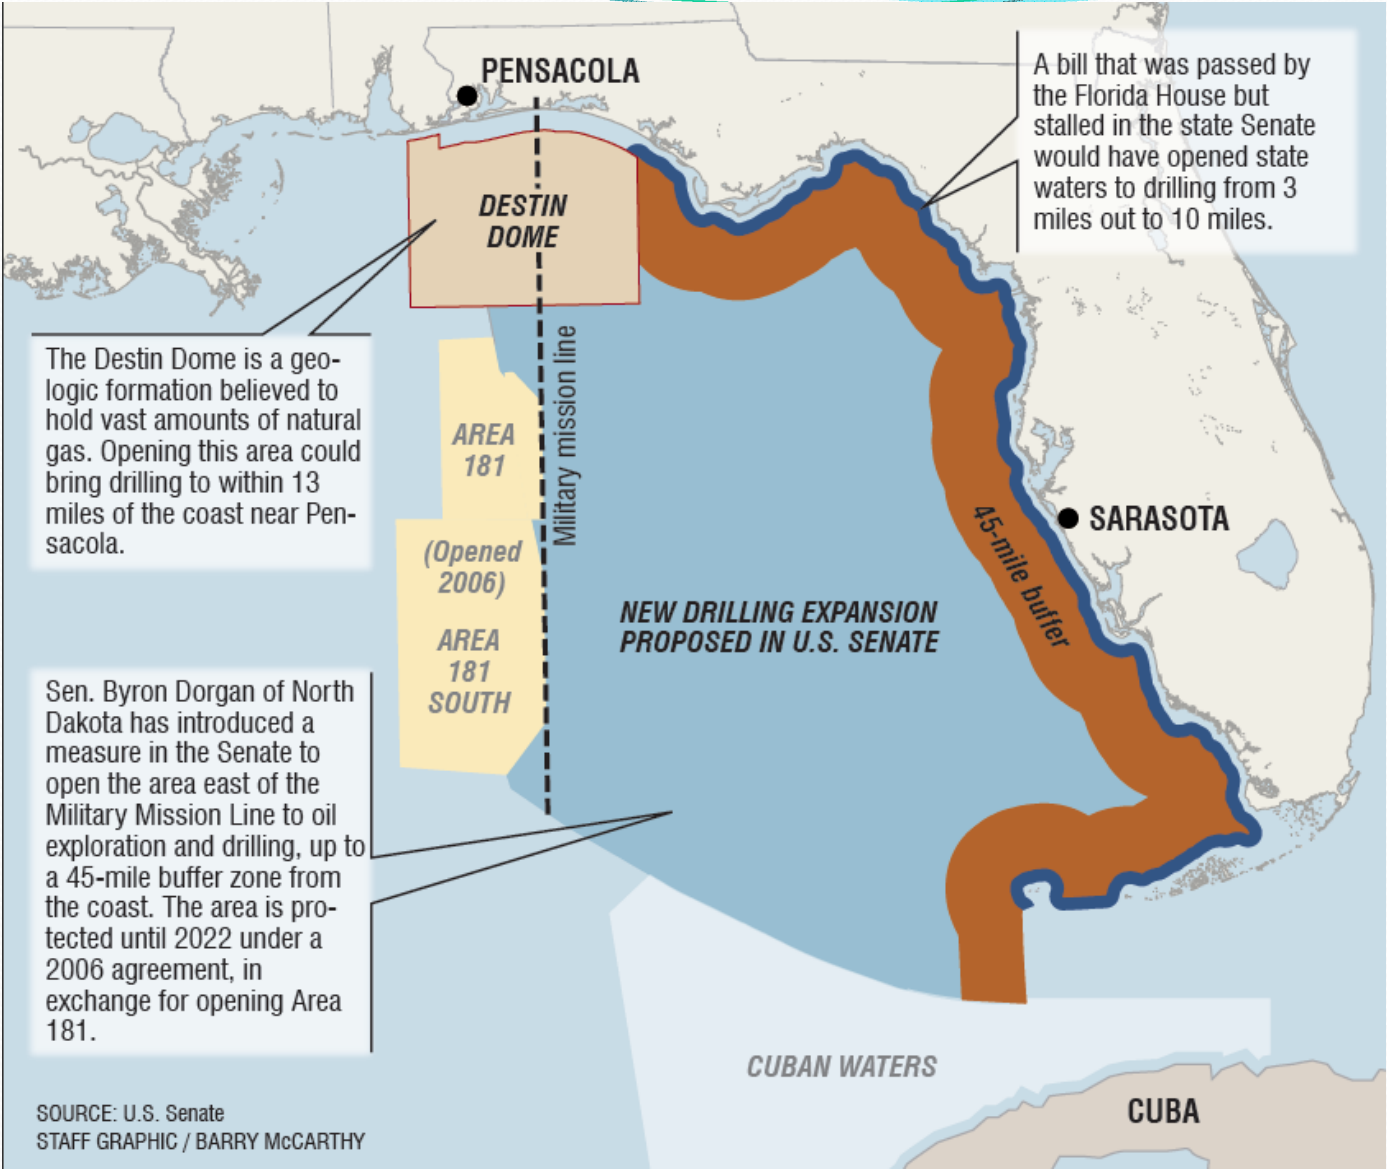 PENSACOLA
A bill that was passed by
the Florida House but
stalled in the state Senate
would have opened state
waters to drilling from 3
miles out to 10 miles.
DESTIN
DOME
The Destin Dome is a geo-
logic formation believed to
hold vast amounts of natural
gas. Opening this area could
bring drilling to within 13
miles of the coast near Pen-
sacola.
Military mission line
AREA
181
(Opened
2006)
AREA
181
SOUTH
45-mile buffer
SARASOTA
NEW DRILLING EXPANSION
PROPOSED IN U.S. SENATE
Sen. Byron Dorgan of North
Dakota has introduced a
measure in the Senate to
open the area east of the
Military Mission Line to oil
exploration and drilling, up to
a 45-mile buffer zone from
the coast. The area is pro-
tected until 2022 under a
2006 agreement, in
exchange for opening Area
181.
CUBAN WATERS
CUBA
SOURCE: U.S. Senate
STAFF GRAPHIC / BARRY McCARTHY